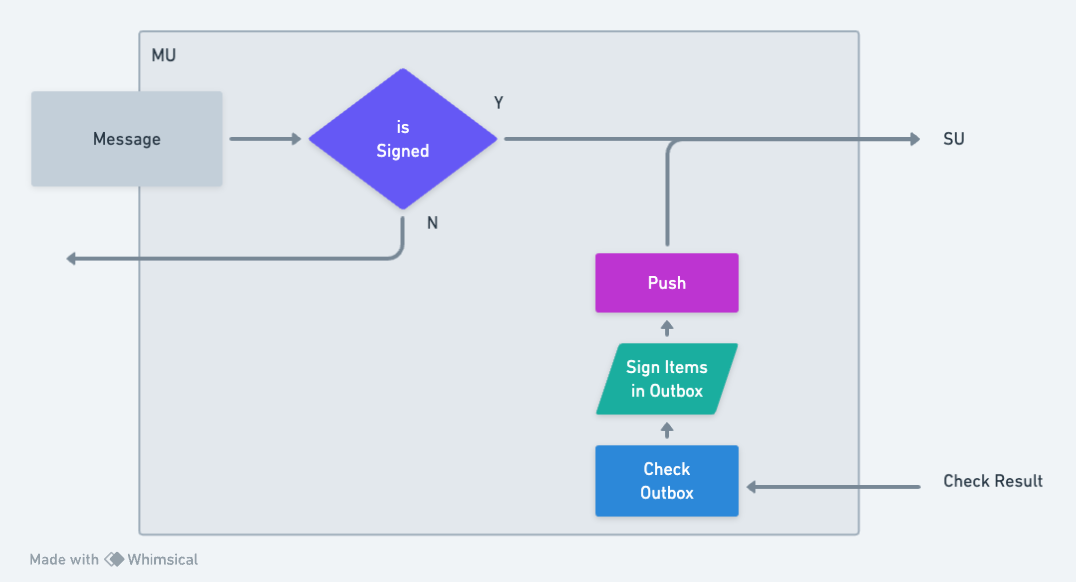 MU
Message
is
Signed
Y
SU
N
Push
Sign Items
in Outbox
Check
Outbox
Check Result
Made with Whimsical